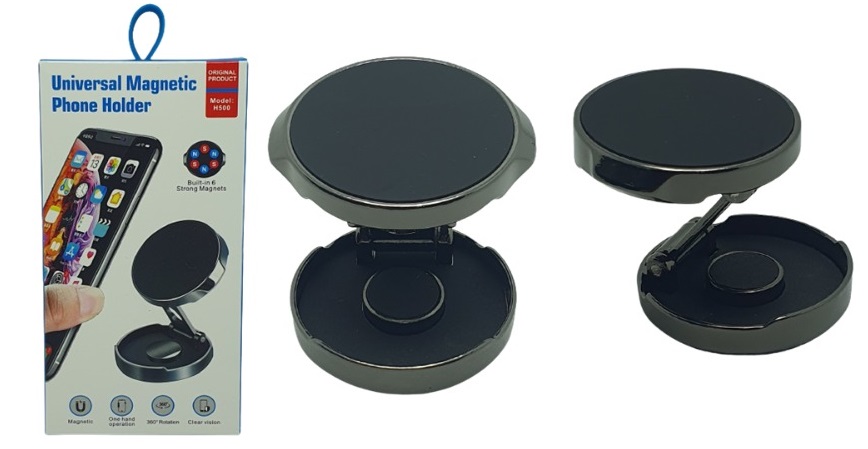 Universal Magnetic
Phone Holder
ORIGINAL
PRODUCT
Model:
H500
S
N
N
S
S
N
Built-in 6
Strong Magnets
Magnetic
One-hand
operation
360° Rotation
Clear vision